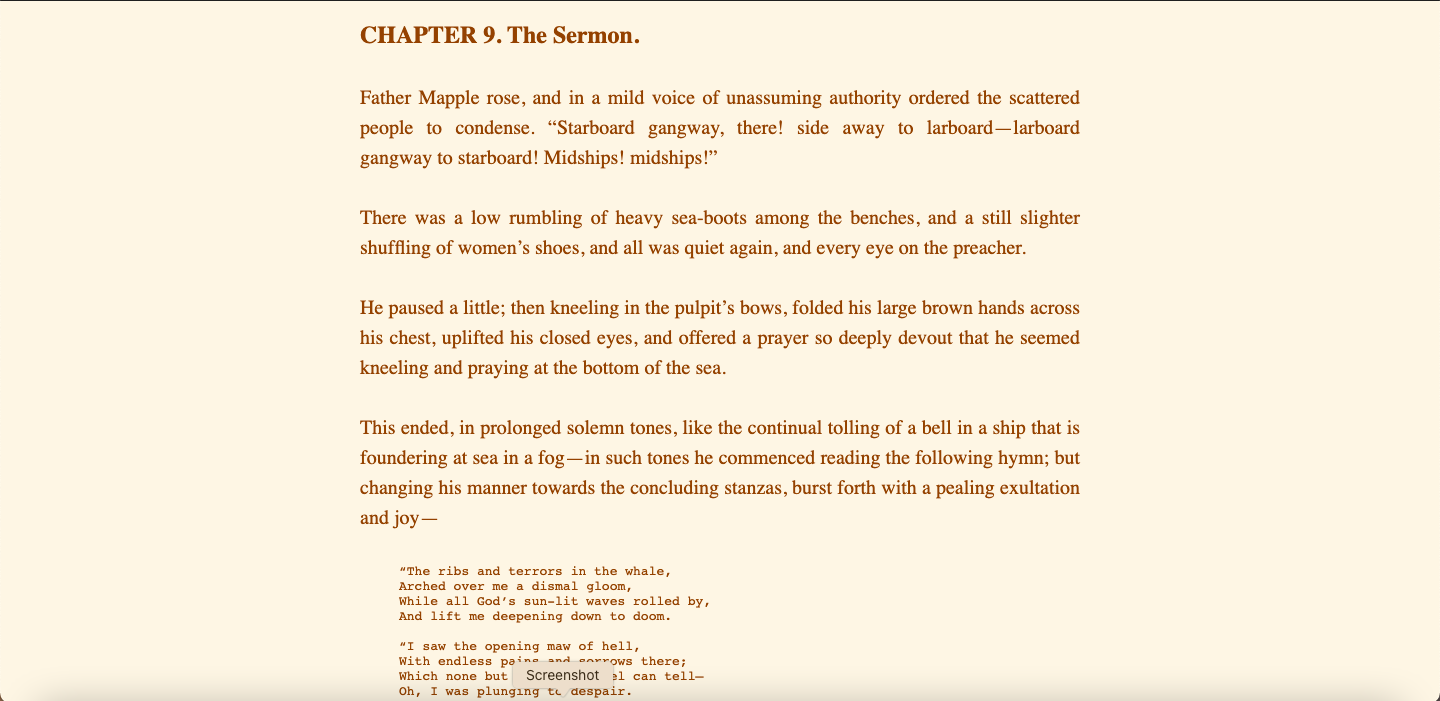 CHAPTER 9. The Sermon.
Father Mapple rose, and in a mild voice of unassuming authority ordered the scattered
people to condense. “Starboard gangway, there! side away to larboard—larboard
gangway to starboard! Midships! midships!”
There was a low rumbling of heavy sea-boots among the benches, and a still slighter
shuffling of women’s shoes, and all was quiet again, and every eye on the preacher.
He paused a little; then kneeling in the pulpit’s bows, folded his large brown hands across
his chest, uplifted his closed eyes, and offered a prayer so deeply devout that he seemed
kneeling and praying at the bottom of the sea.
This ended, in prolonged solemn tones, like the continual tolling of a bell in a ship that is
foundering at sea in a fog—in such tones he commenced reading the following hymn; but
changing his manner towards the concluding stanzas, burst forth with a pealing exultation
and joy—
“The ribs and terrors in the whale,
Arched over me a dismal gloom,
While all God’s sun-lit waves rolled by,
And lift me deepening down to doom.
“I saw the opening maw of hell,
With endless pains and sorrows there;
Which none but can tell—
Oh, I was plunging to despair.
Screenshot